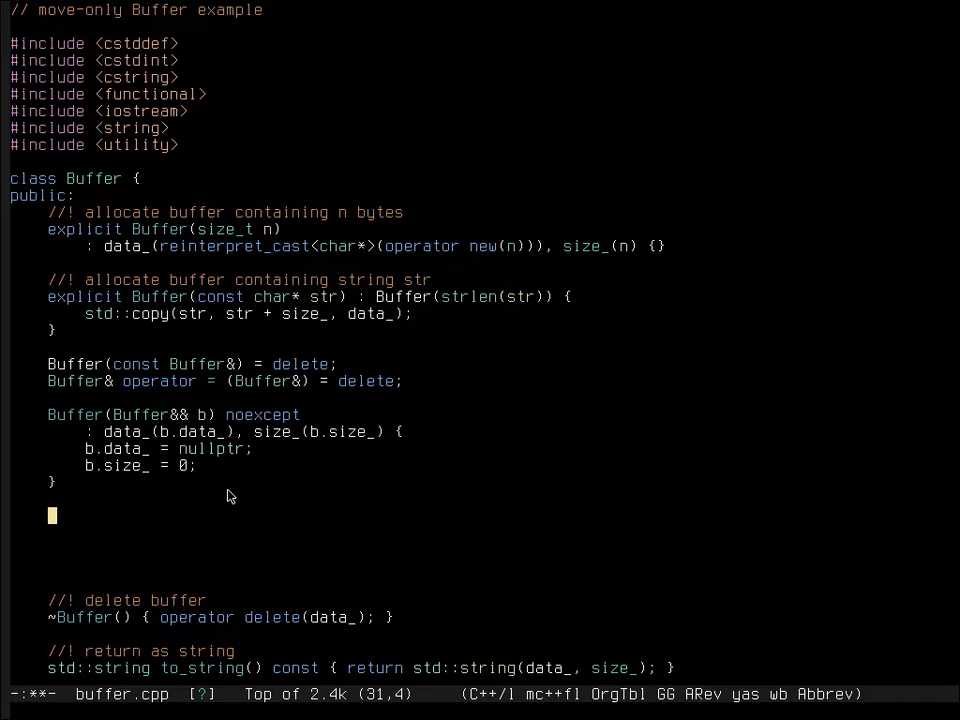 // move-only Buffer example
#include <cstddef>
#include <cstdint>
#include <cstring>
#include <functional>
#include <iostream>
#include <string>
#include <utility>
class Buffer {
public:
    //! allocate buffer containing n bytes
    explicit Buffer(size_t n)
        : data_(reinterpret_cast<char*>(operator new(n))), size_(n) {}
    //! allocate buffer containing string str
    explicit Buffer(const char* str) : Buffer(strlen(str)) {
        std::copy(str, str + size_, data_);
    }
    Buffer(const Buffer&) = delete;
    Buffer& operator = (Buffer&) = delete;
    Buffer(Buffer&& b) noexcept
        : data_(b.data_), size_(b.size_) {
        b.data_ = nullptr;
        b.size_ = 0;
    }
    //! delete buffer
    ~Buffer() { operator delete(data_); }
    //! return as string
    std::string to_string() const { return std::string(data_, size_); }
-:**-  buffer.cpp  [?]   Top of 2.4k (31,4)     (C++/l mc++fl OrgTbl GG ARev yas wb Abbrev)